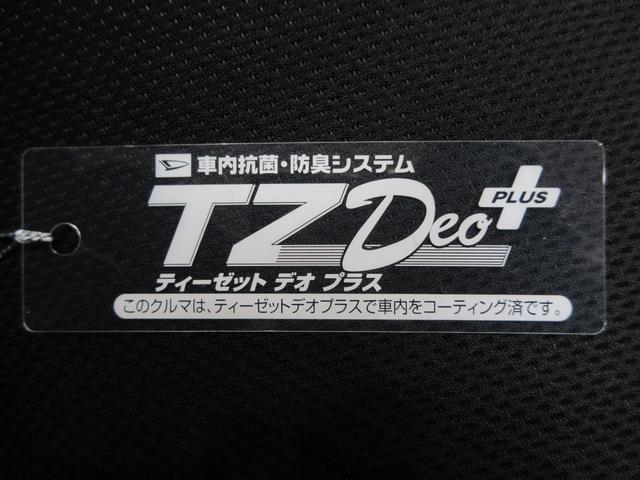 車内抗菌・防臭システム
TZ Deo PLUS
ティーゼット デオ プラス
このクルマは、ティーゼットデオプラスで車内をコーティング済です。